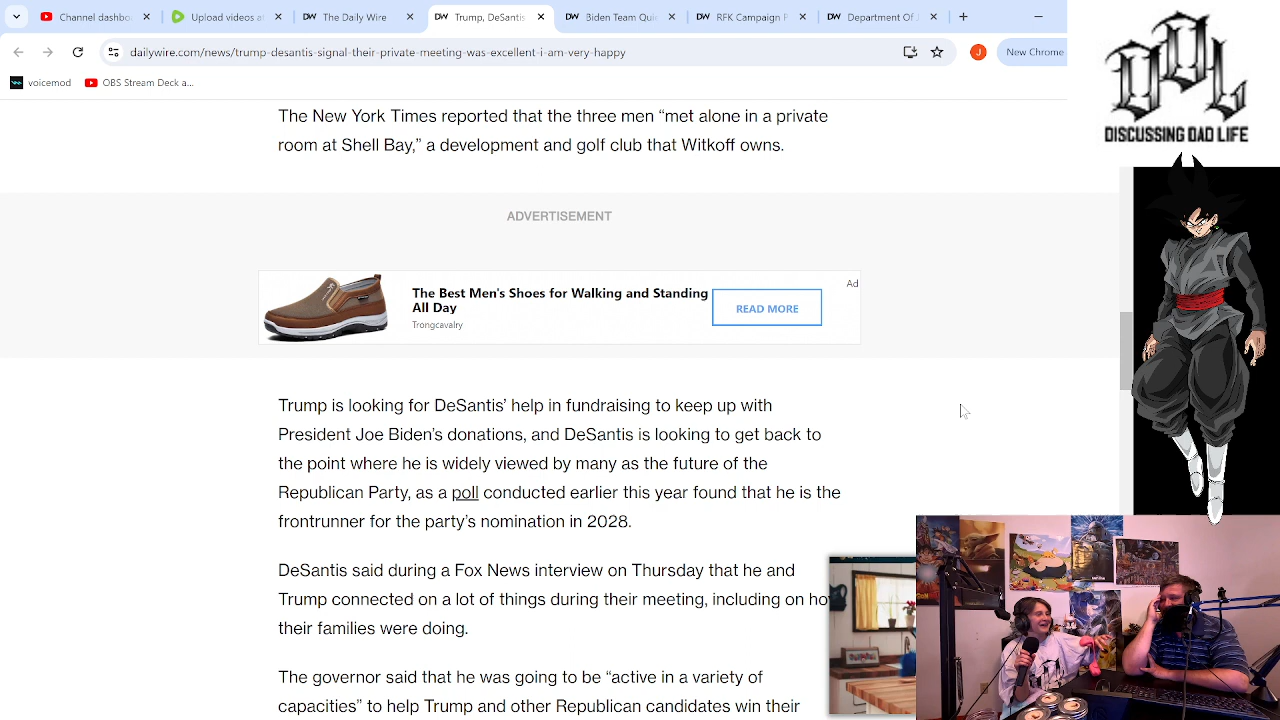 Upload videos a
The Daily Wire
Trump, DeSantis
Biden Team Quie
RFK Campaign P
Department Of J
dailywire.com/news/trump-desantis-signal-their-private-meeting-was-excellent-i-am-very-happy
J
New Chrome
voicemod
OBS Stream Deck a...
DDL
DISCUSSING DAD LIFE
The New York Times reported that the three men “met alone in a private
room at Shell Bay,” a development and golf club that Witkoff owns.
ADVERTISEMENT
Ad
The Best Men's Shoes for Walking and Standing
All Day
READ MORE
Trongcavalry
Trump is looking for DeSantis’ help in fundraising to keep up with
President Joe Biden’s donations, and DeSantis is looking to get back to
the point where he is widely viewed by many as the future of the
Republican Party, as a poll conducted earlier this year found that he is the
frontrunner for the party’s nomination in 2028.
DeSantis said during a Fox News interview on Thursday that he and
Trump connected on a lot of things during their meeting, including on ho
their families were doing.
The governor said that he was going to be “active in a variety of
capacities” to help Trump and other Republican candidates win their